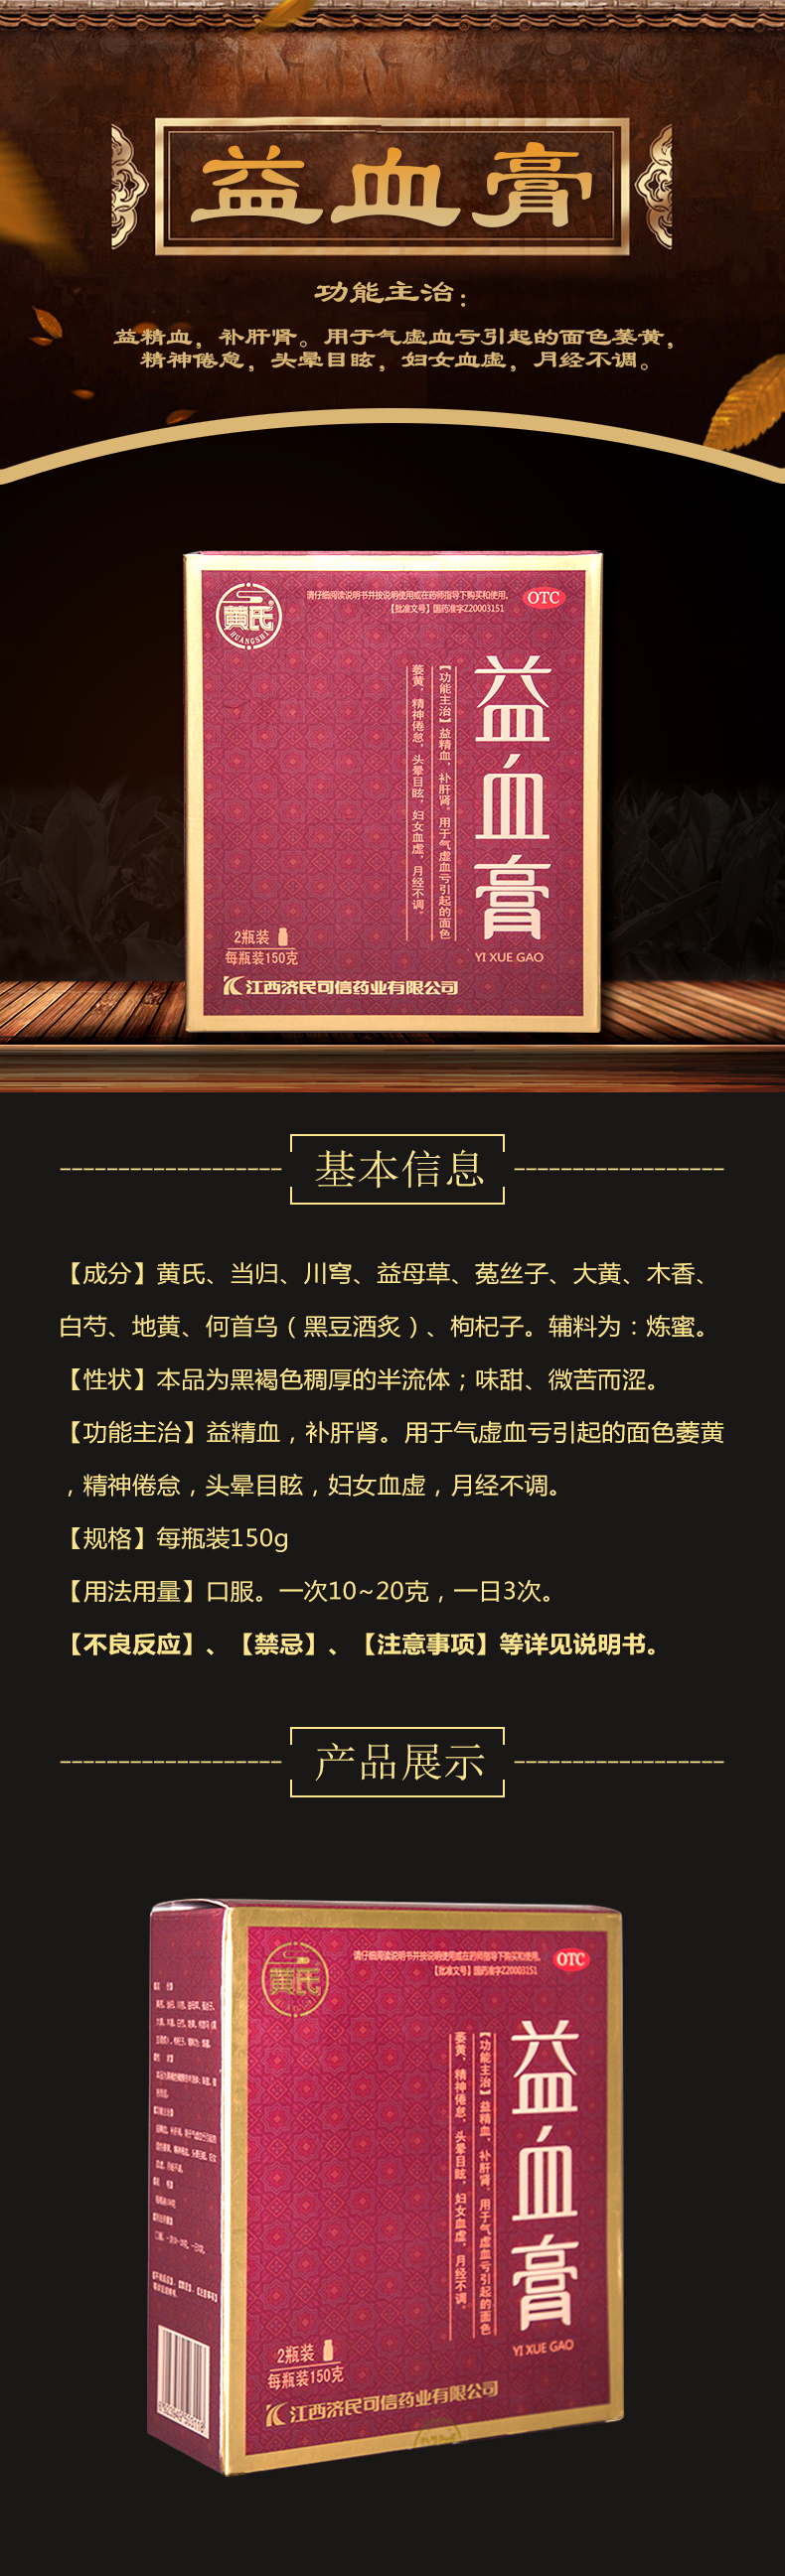 益血膏
功能主治：
益精血，补肝肾。用于气虚血亏引起的面色萎黄，
精神倦怠，头晕目眩，妇女血虚，月经不调。
黄氏®
HUANGSHI
请仔细阅读说明书并按说明使用或在药师指导下购买和使用。
【批准文号】国药准字Z20003151
OTC
益血膏
YI XUE GAO
【功能主治】益精血，补肝肾。用于气虚血亏引起的面色
萎黄，精神倦怠，头晕目眩，妇女血虚，月经不调。
2瓶装
每瓶装150克
江西济民可信药业有限公司
基本信息
【成分】黄氏、当归、川穹、益母草、菟丝子、大黄、木香、
白芍、地黄、何首乌（黑豆酒炙）、枸杞子。辅料为：炼蜜。
【性状】本品为黑褐色稠厚的半流体；味甜、微苦而涩。
【功能主治】益精血，补肝肾。用于气虚血亏引起的面色萎黄
，精神倦怠，头晕目眩，妇女血虚，月经不调。
【规格】每瓶装150g
【用法用量】口服。一次10~20克，一日3次。
【不良反应】、【禁忌】、【注意事项】等详见说明书。
产品展示
黄氏
HUANGSHI
请仔细阅读说明书并按说明使用或在药师指导下购买和使用。
【批准文号】国药准字Z20003151
OTC
益血膏
YI XUE GAO
【功能主治】益精血，补肝肾。用于气虚血亏引起的面色
萎黄，精神倦怠，头晕目眩，妇女血虚，月经不调。
2瓶装
每瓶装150克
江西济民可信药业有限公司